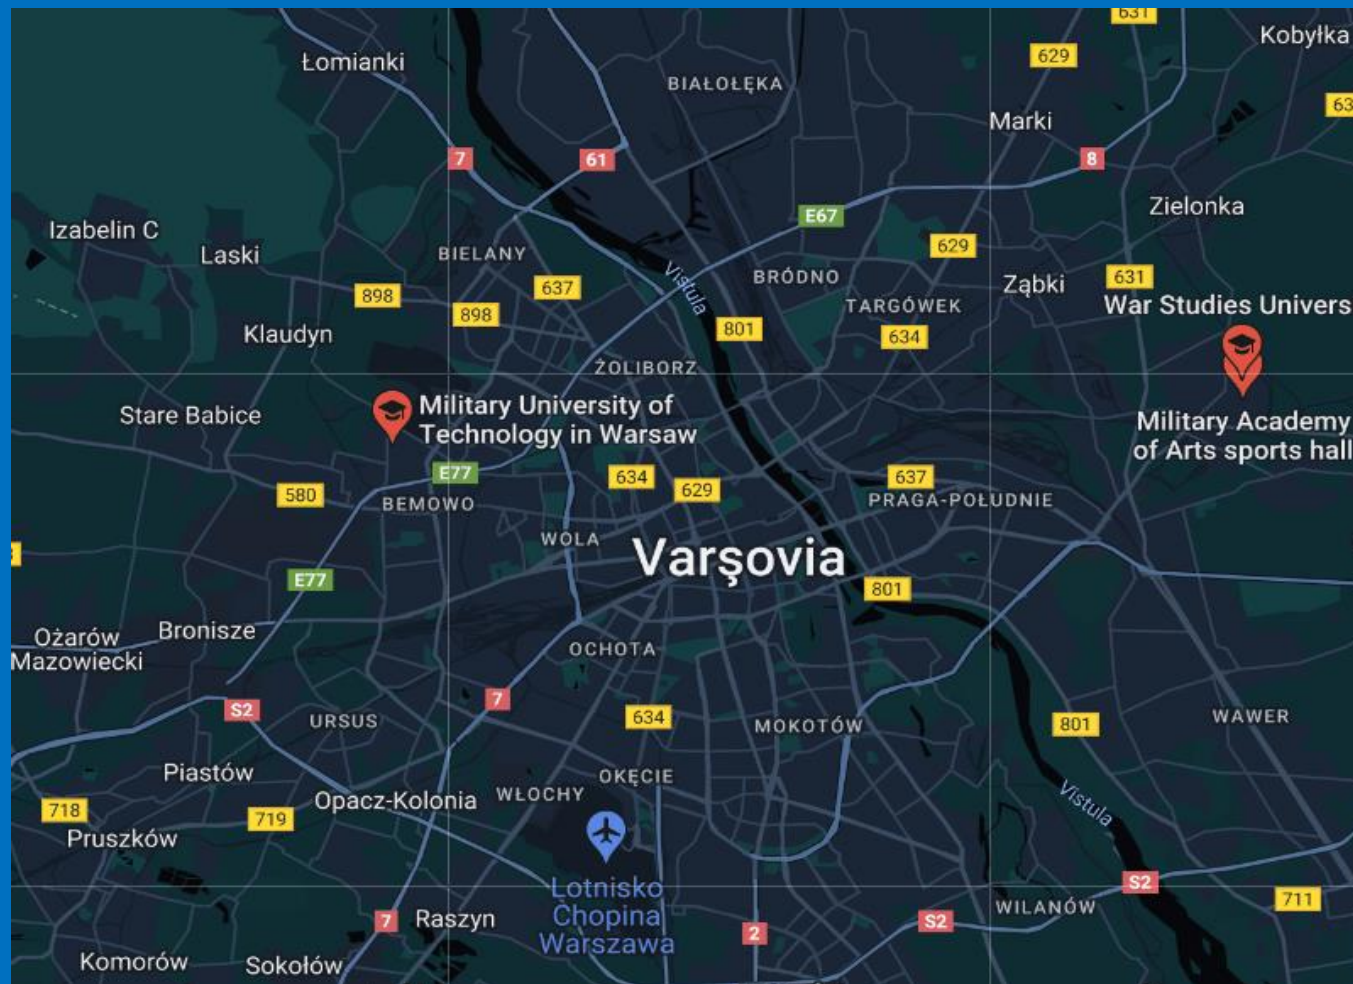 631
Kobyłka
629
Łomianki
BIAŁOŁĘKA
63
Marki
7
61
8
Zielonka
E67
Izabelin C
Laski
BIELANY
629
Vistula
BRÓDNO
631
Ząbki
637
898
War Studies Univers
TARGÓWEK
898
801
Klaudyn
634
ŻOLIBORZ
Military University of
Technology in Warsaw
Stare Babice
Military Academy
of Arts sports hall
E77
634
637
629
580
PRAGA-POŁUDNIE
BEMOWO
WOLA
Varşovia
E77
801
Bronisze
Ożarów
Mazowiecki
OCHOTA
7
S2
634
WAWER
URSUS
MOKOTÓW
801
Piastów
OKĘCIE
WŁOCHY
Opacz-Kolonia
Vistula
718
719
Pruszków
S2
Lotnisko
Chopina
Warszawa
711
WILANÓW
7
Raszyn
S2
2
Komorów
Sokołów